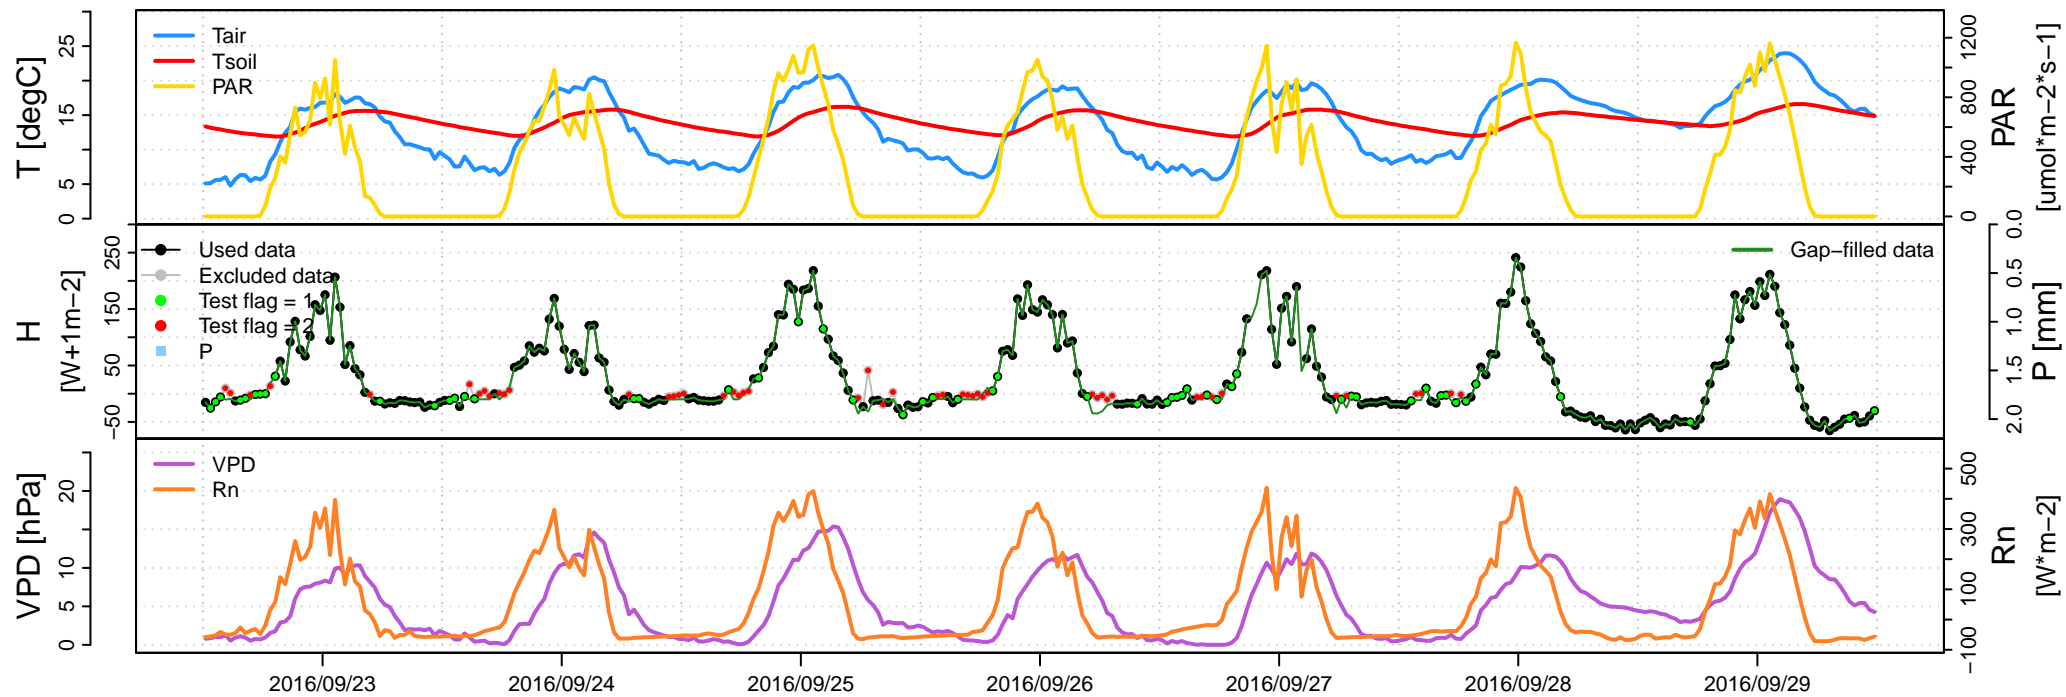 T [degC]
0 5 15 25
Tair
Tsoil
PAR
0 400 800 1200
PAR
[umol*m−2*s−1]
H
[W+1m−2]
−50 50 150 250
Used data
Excluded data
Test flag = 1
Test flag = 2
P
Gap−filled data
0.0 0.5 1.0 1.5 2.0
P [mm]
VPD [hPa]
0 5 10 20
VPD
Rn
−100 100 300 500
Rn
[W*m−2]
2016/09/23 2016/09/24 2016/09/25 2016/09/26 2016/09/27 2016/09/28 2016/09/29